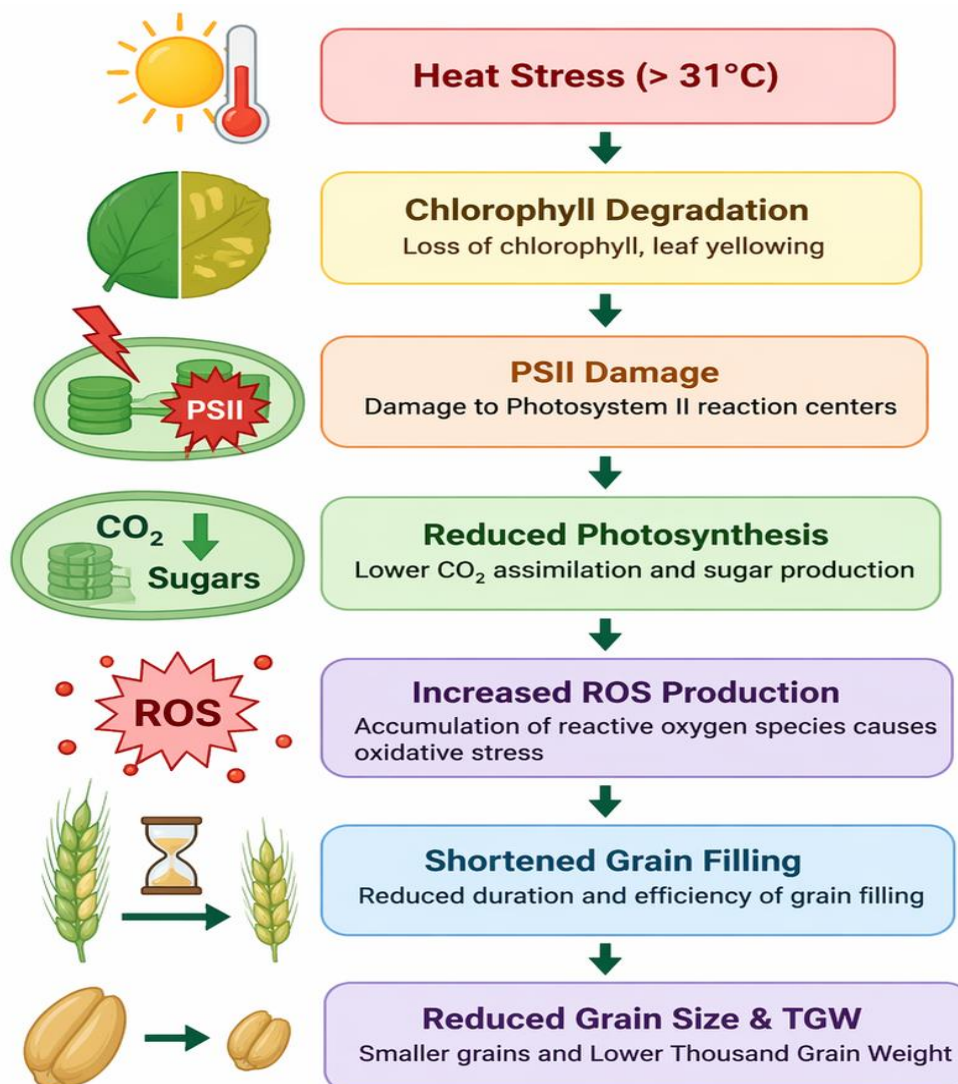 Heat Stress (> 31°C)
Chlorophyll Degradation
Loss of chlorophyll, leaf yellowing
PSII
PSII Damage
Damage to Photosystem II reaction centers
CO₂
Sugars
Reduced Photosynthesis
Lower CO₂ assimilation and sugar production
ROS
Increased ROS Production
Accumulation of reactive oxygen species causes
oxidative stress
Shortened Grain Filling
Reduced duration and efficiency of grain filling
Reduced Grain Size & TGW
Smaller grains and Lower Thousand Grain Weight